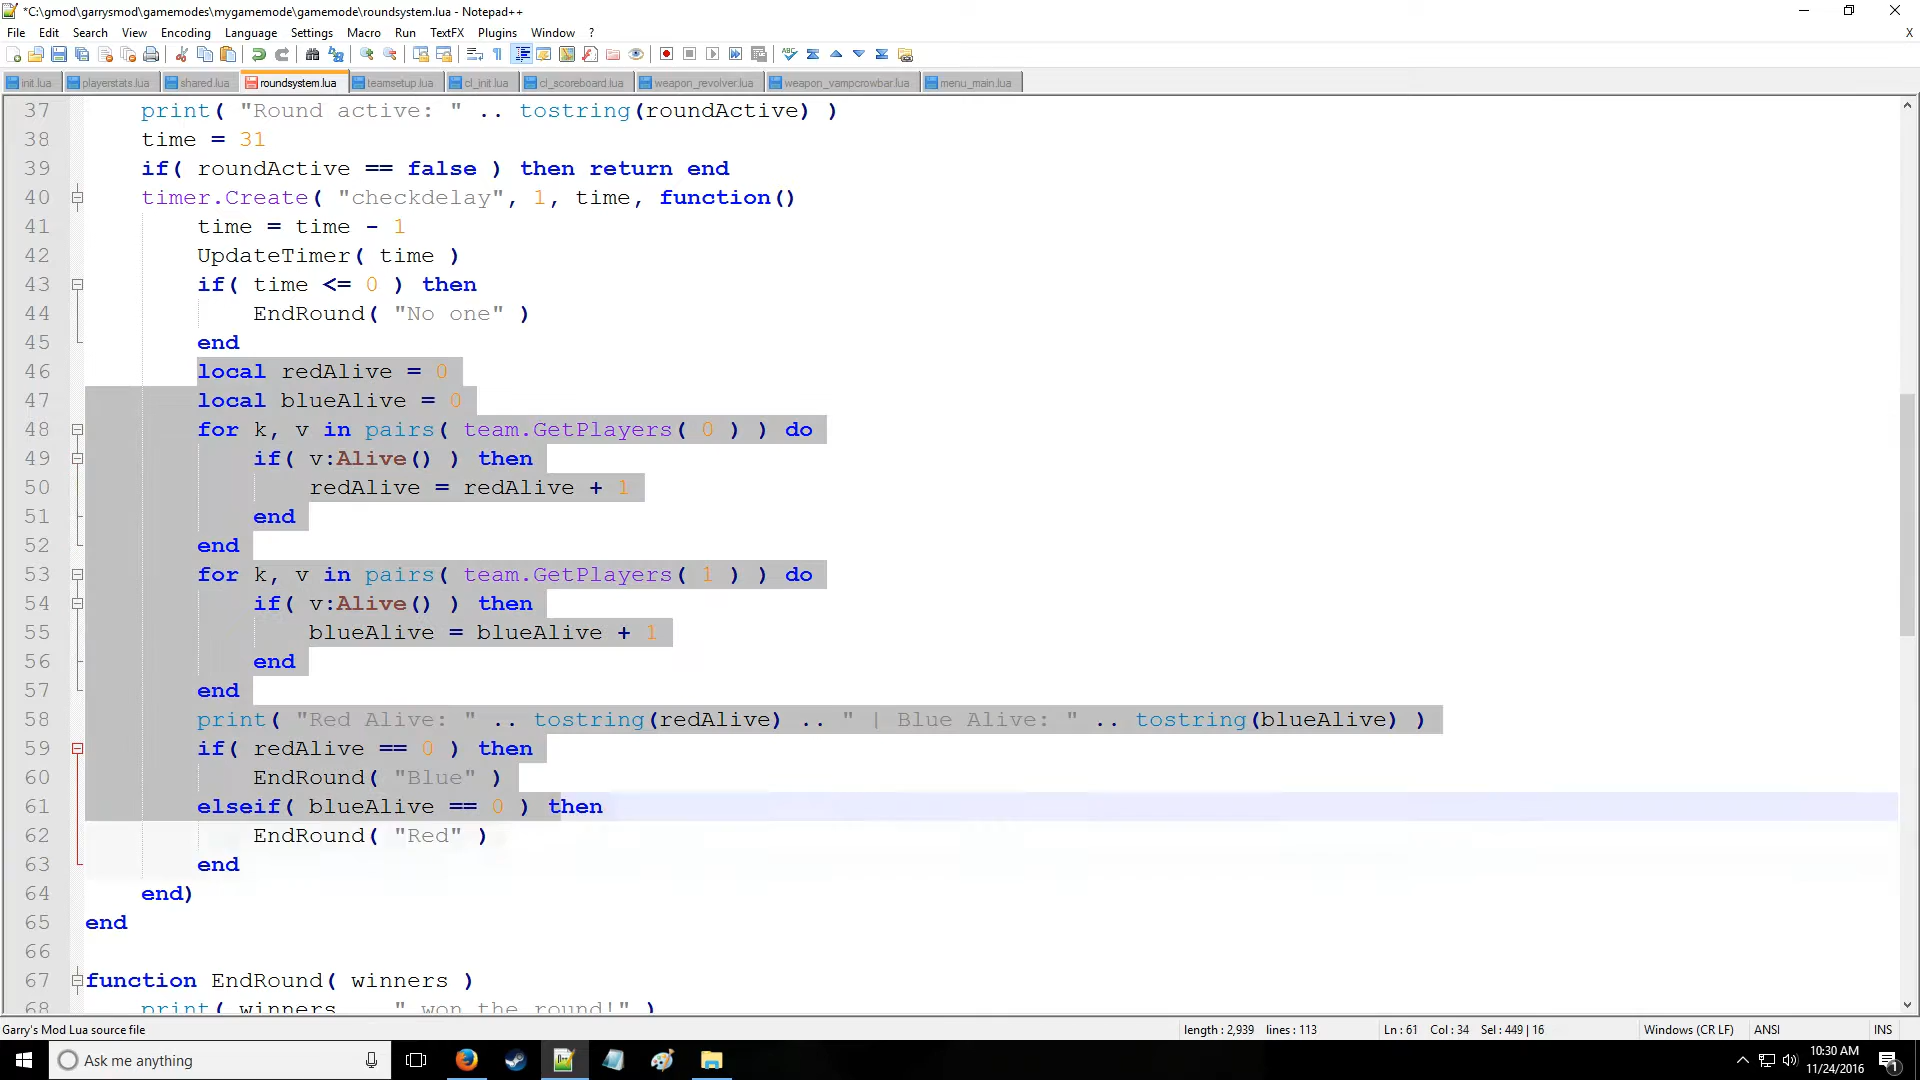 *C:\gmod\garrysmod\gamemodes\mygamemode\gamemode\roundsystem.lua - Notepad++
File Edit Search View Encoding Language Settings Macro Run TextFX Plugins Window ? X
init.lua playerstats.lua shared.lua roundsystem.lua teamsetup.lua cl_init.lua cl_scoreboard.lua weapon_revolver.lua weapon_vampcrowbar.lua menu_main.lua
37 print( "Round active: " .. tostring(roundActive) )
38 time = 31
39 if( roundActive == false ) then return end
40 timer.Create( "checkdelay", 1, time, function()
41 time = time - 1
42 UpdateTimer( time )
43 if( time <= 0 ) then
44 EndRound( "No one" )
45 end
46 local redAlive = 0
47 local blueAlive = 0
48 for k, v in pairs( team.GetPlayers( 0 ) ) do
49 if( v:Alive() ) then
50 redAlive = redAlive + 1
51 end
52 end
53 for k, v in pairs( team.GetPlayers( 1 ) ) do
54 if( v:Alive() ) then
55 blueAlive = blueAlive + 1
56 end
57 end
58 print( "Red Alive: " .. tostring(redAlive) .. " | Blue Alive: " .. tostring(blueAlive) )
59 if( redAlive == 0 ) then
60 EndRound( "Blue" )
61 elseif( blueAlive == 0 ) then
62 EndRound( "Red" )
63 end
64 end)
65 end
66
67 function EndRound( winners )
68 print( winners .. " won the round!" )
Garry's Mod Lua source file length : 2,939 lines : 113 Ln : 61 Col : 34 Sel : 449 | 16 Windows (CR LF) ANSI INS
Ask me anything 10:30 AM
11/24/2016 1